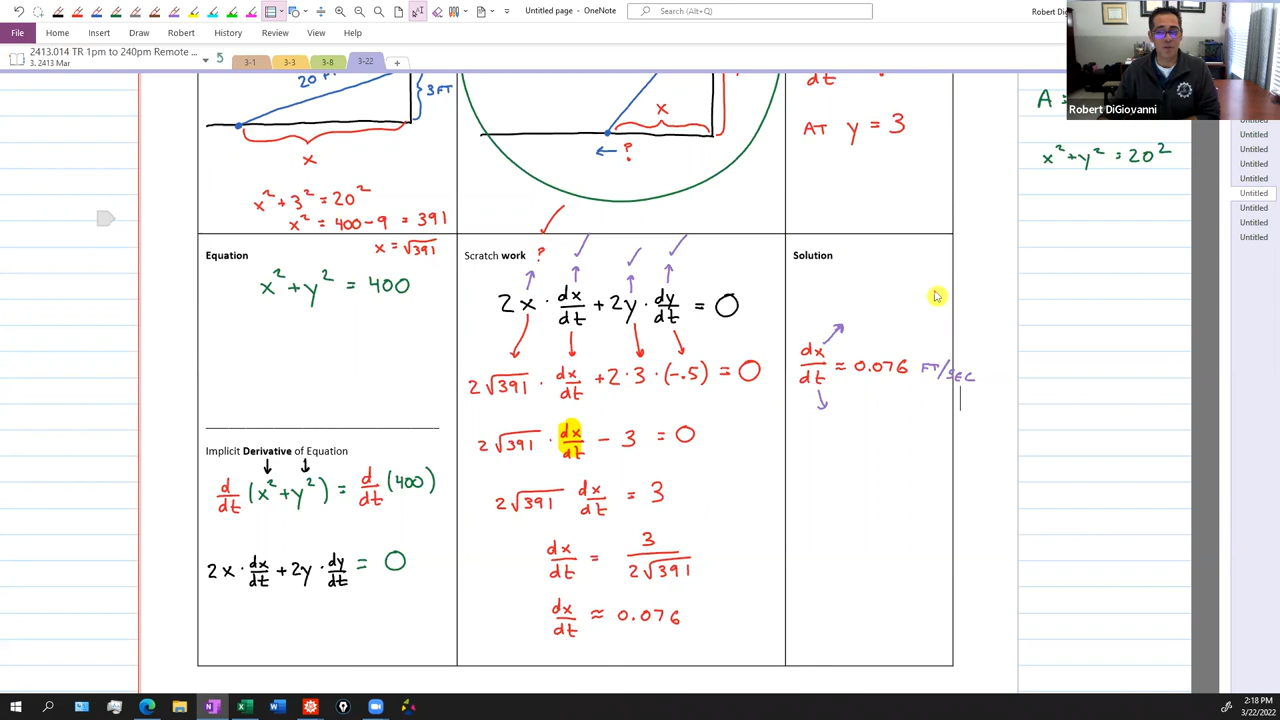 Untitled page - OneNote
Search (Alt+Q)
Robert Di
File
Home
Insert
Draw
Robert
History
Review
View
Help
2413.014 TR 1pm to 240pm Remote ...
3. 2413 Mar
5
3-1
3-3
3-8
3-22
+
Robert DiGiovanni
20 FT
3 FT
x
x² + 3² = 20²
x² = 400 - 9 = 391
x = √391
x
?
dt
AT y = 3
A =
x² + y² = 20²
Untitled
Untitled
Untitled
Untitled
Untitled
Untitled
Untitled
Untitled
Untitled
Equation
x² + y² = 400
Implicit Derivative of Equation
d/dt (x² + y²) = d/dt (400)
2x · dx/dt + 2y · dy/dt = 0
Scratch work
?
2x · dx/dt + 2y · dy/dt = 0
2√391 · dx/dt + 2 · 3 · (-.5) = 0
2√391 · dx/dt - 3 = 0
2√391 dx/dt = 3
dx/dt = 3/2√391
dx/dt ≈ 0.076
Solution
dx/dt ≈ 0.076 FT/SEC
2:18 PM
3/22/2022